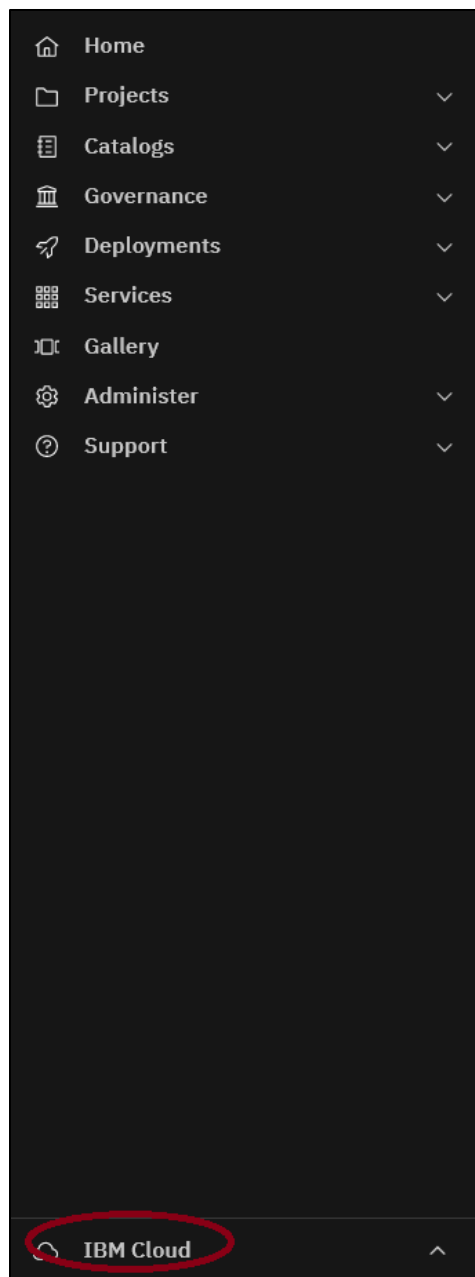 Home
Projects
Catalogs
Governance
Deployments
Services
Gallery
Administer
Support
IBM Cloud